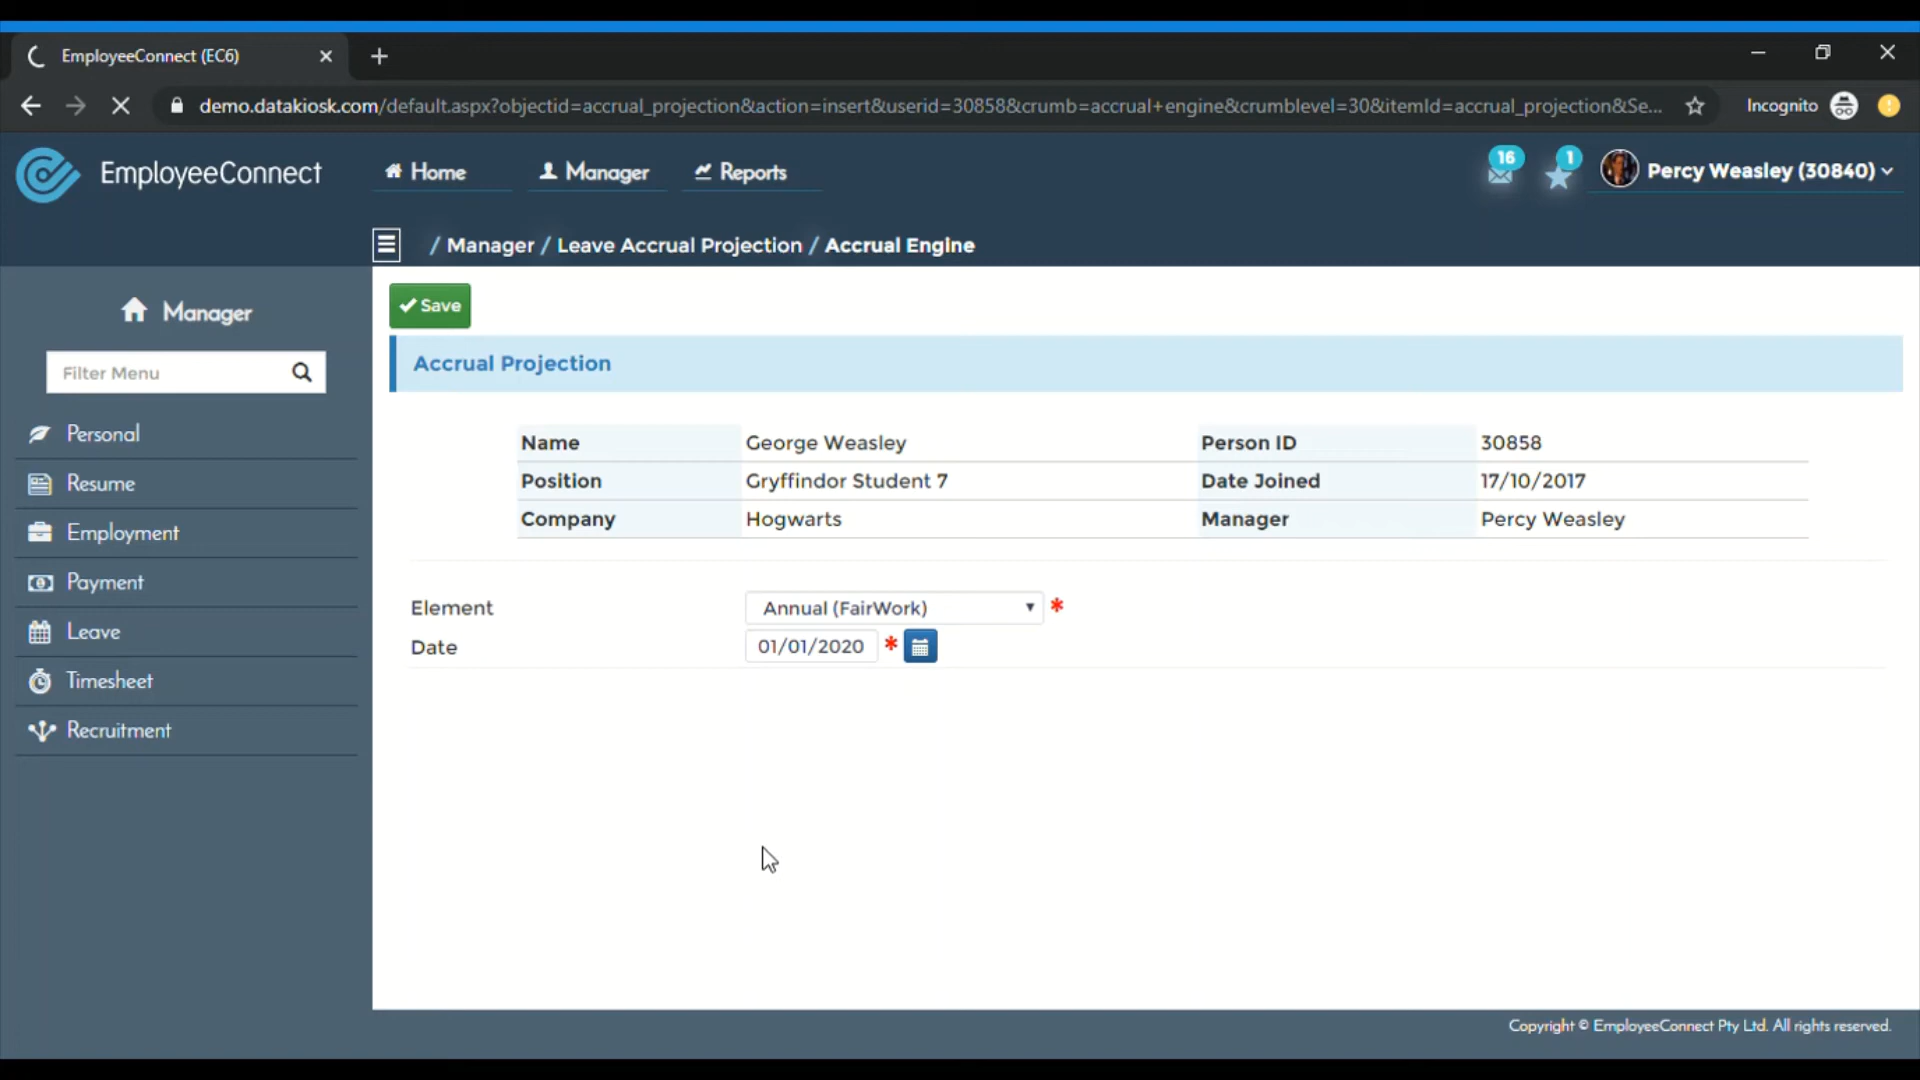 EmployeeConnect (EC6)
demo.datakiosk.com/default.aspx?objectid=accrual_projection&action=insert&userid=30858&crumb=accrual+engine&crumblevel=30&itemId=accrual_projection&Se... Incognito
EmployeeConnect Home Manager Reports 16 1 Percy Weasley (30840)
/ Manager / Leave Accrual Projection / Accrual Engine
Manager
Filter Menu
Personal
Resume
Employment
Payment
Leave
Timesheet
Recruitment
Save
Accrual Projection
Name George Weasley Person ID 30858
Position Gryffindor Student 7 Date Joined 17/10/2017
Company Hogwarts Manager Percy Weasley
Element Annual (FairWork) *
Date 01/01/2020 *
Copyright © EmployeeConnect Pty Ltd. All rights reserved.